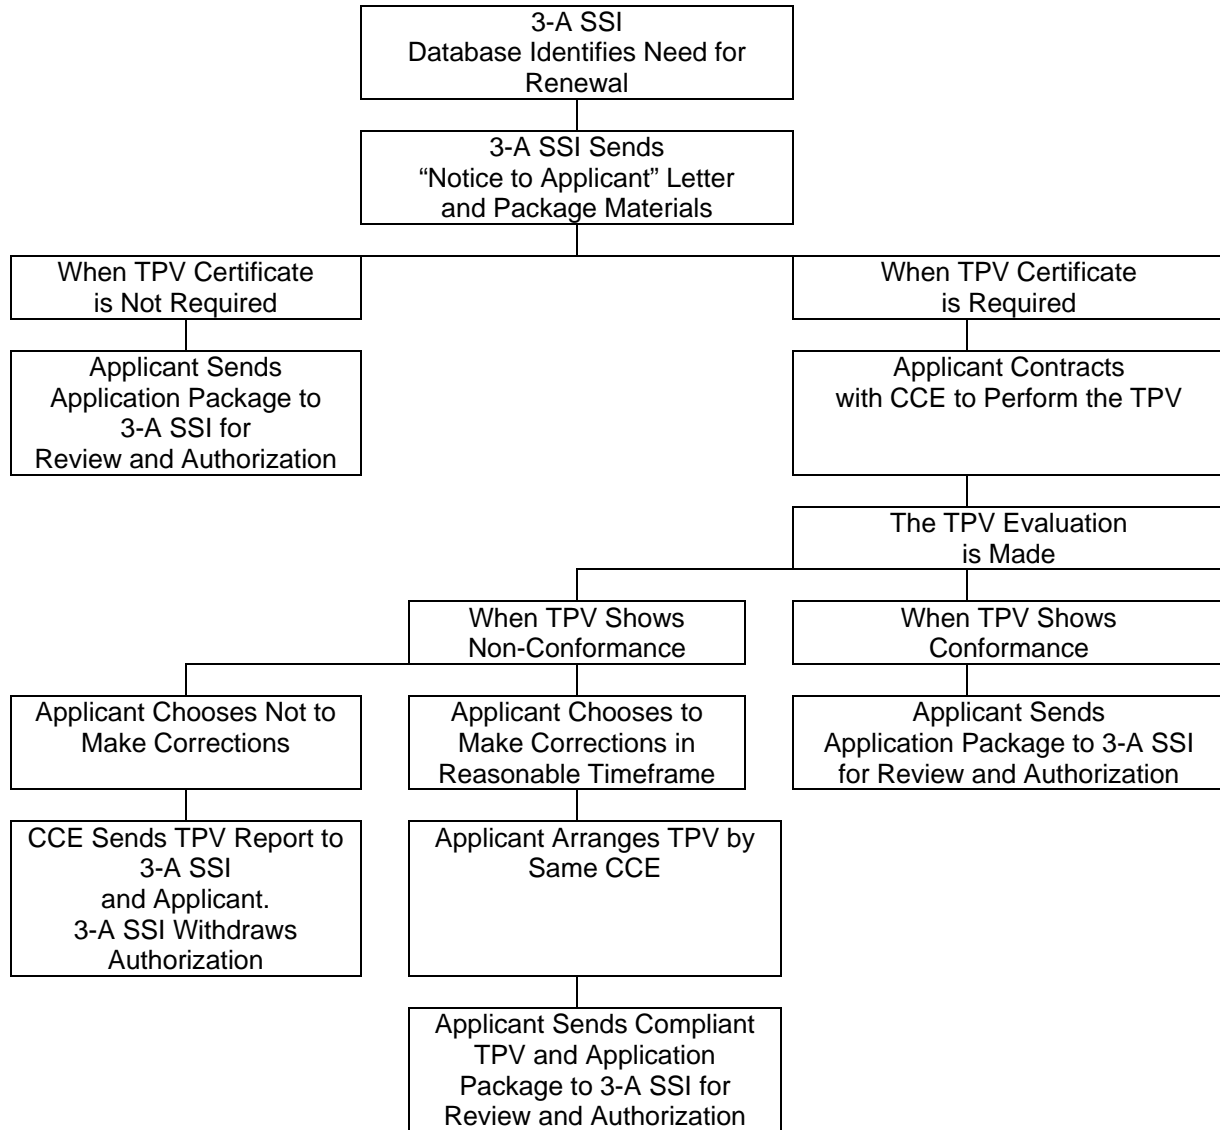 3-A SSI
Database Identifies Need for
Renewal
3-A SSI Sends
“Notice to Applicant” Letter
and Package Materials
When TPV Certificate
is Not Required
When TPV Certificate
is Required
Applicant Sends
Application Package to
3-A SSI for
Review and Authorization
Applicant Contracts
with CCE to Perform the TPV
The TPV Evaluation
is Made
When TPV Shows
Non-Conformance
When TPV Shows
Conformance
Applicant Chooses Not to
Make Corrections
Applicant Chooses to
Make Corrections in
Reasonable Timeframe
Applicant Sends
Application Package to 3-A SSI
for Review and Authorization
CCE Sends TPV Report to
3-A SSI
and Applicant.
3-A SSI Withdraws
Authorization
Applicant Arranges TPV by
Same CCE
Applicant Sends Compliant
TPV and Application
Package to 3-A SSI for
Review and Authorization